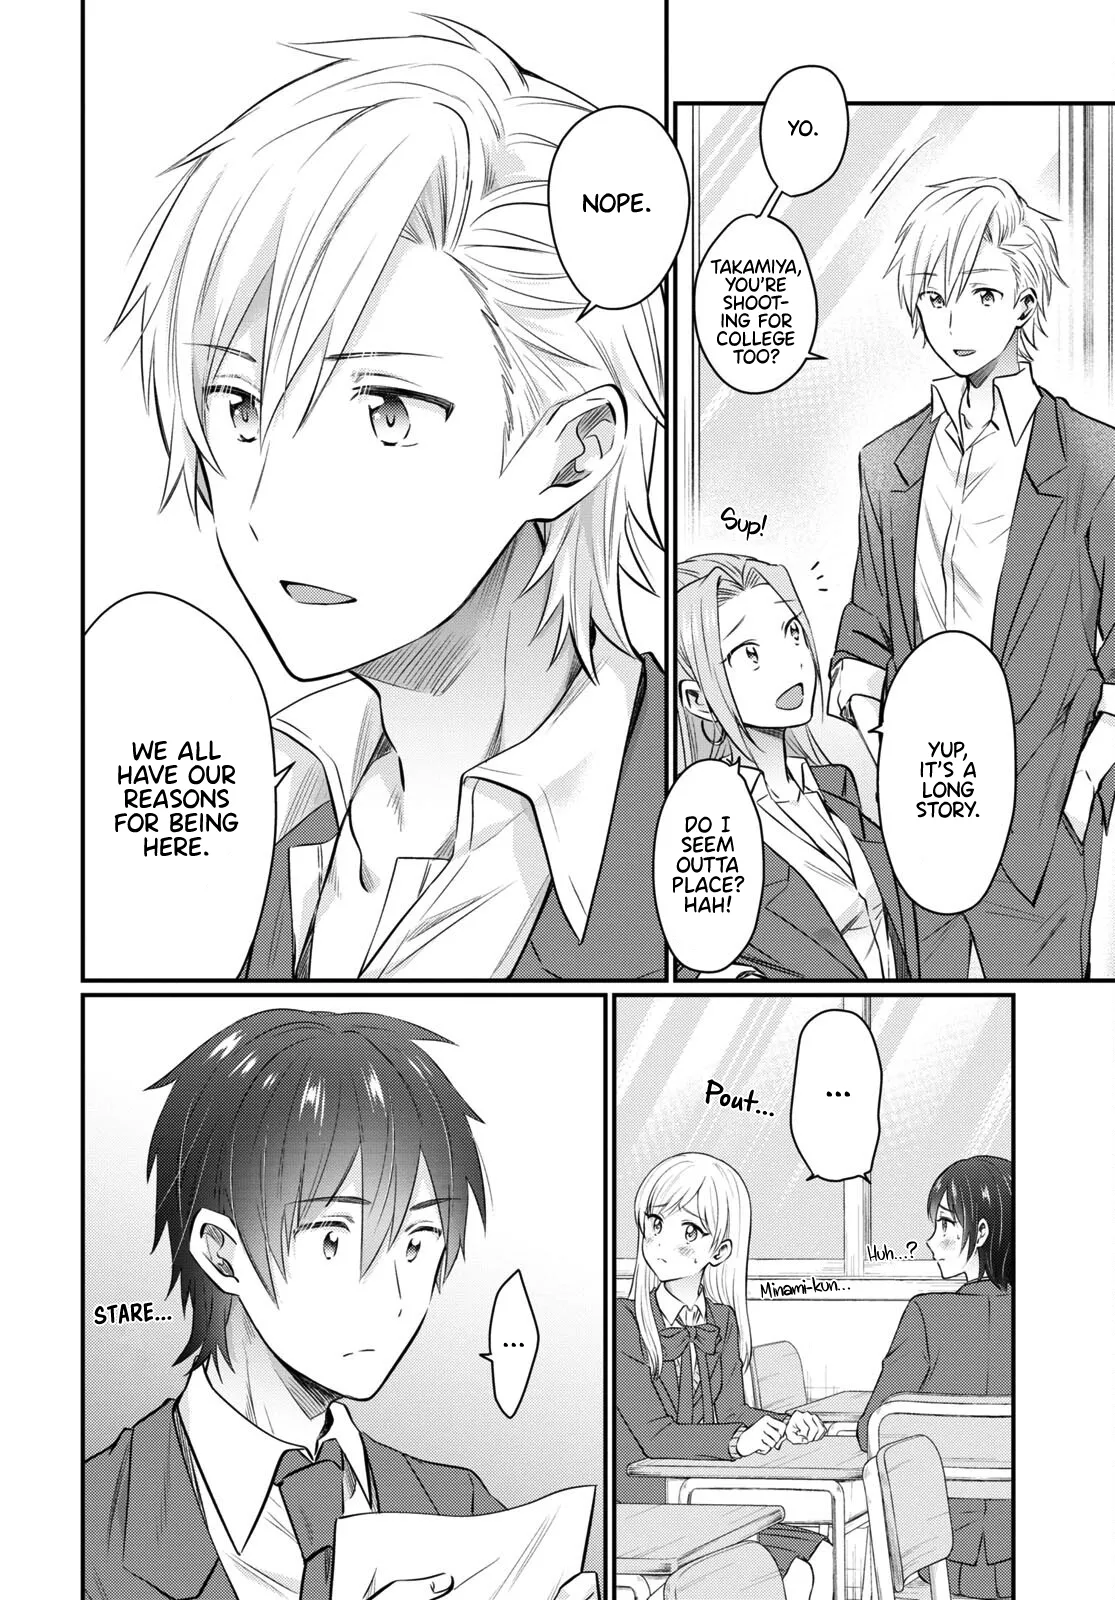 YO.
TAKAMIYA,
YOU'RE
SHOOT-
ING FOR
COLLEGE
TOO?
Sup!
YUP,
IT'S A
LONG
STORY.
DO I
SEEM
OUTTA
PLACE?
HAH!
NOPE.
WE ALL
HAVE OUR
REASONS
FOR BEING
HERE.
...
Pout...
Huh...?
Minami-kun...
...
STARE...